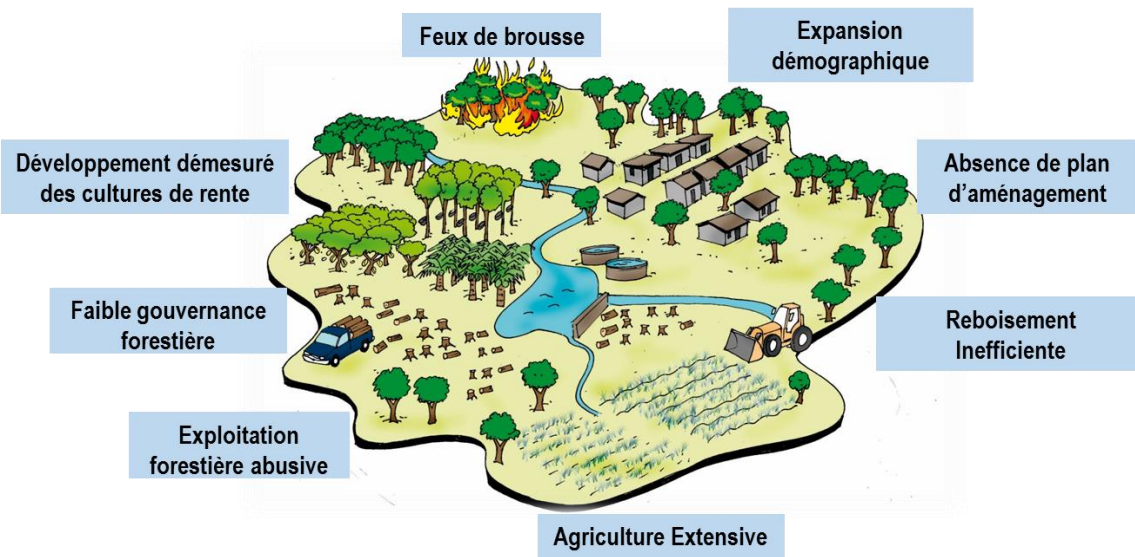 Feux de brousse
Expansion
démographique
Développement démesuré
des cultures de rente
Absence de plan
d'aménagement
Faible gouvernance
forestière
Reboisement
Inefficiente
Exploitation
forestière abusive
Agriculture Extensive